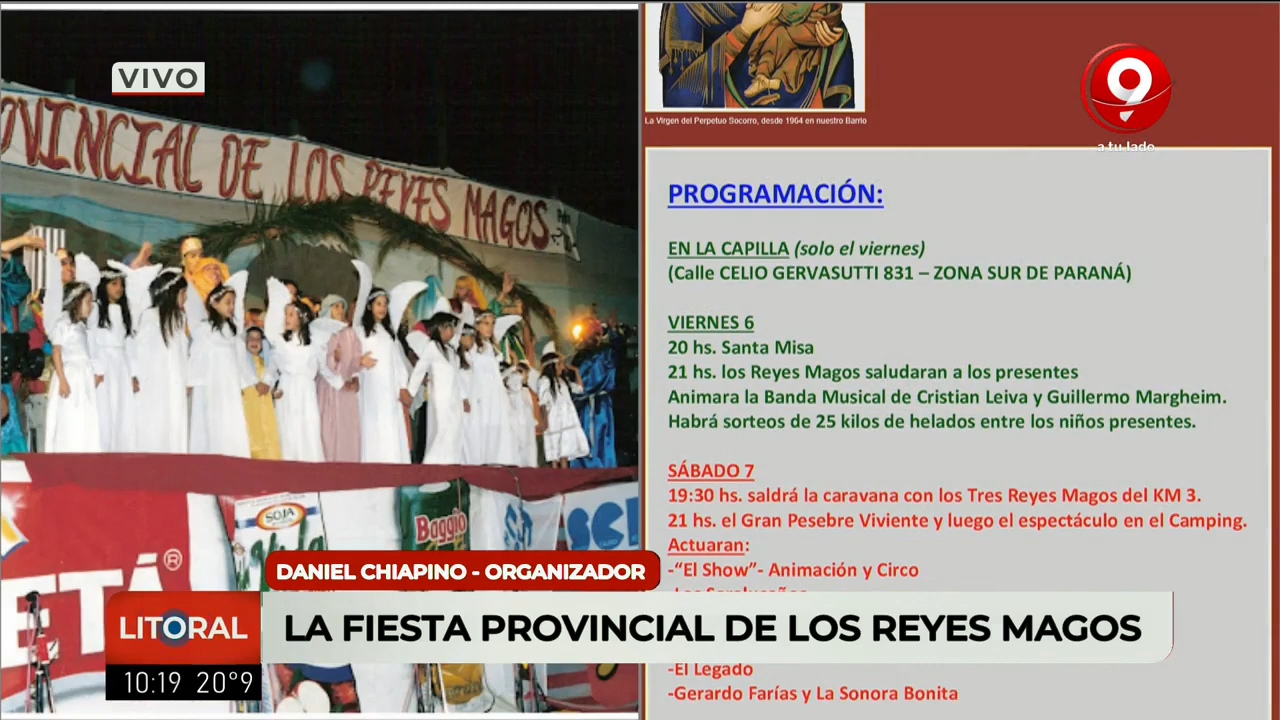 VIVO
OVINCIAL DE LOS REYES MAGOS
SOJA
Baggio
ETÁ®
La Virgen del Perpetuo Socorro, desde 1964 en nuestro Barrio
9
a tu lado
PROGRAMACIÓN:
EN LA CAPILLA (solo el viernes)
(Calle CELIO GERVASUTTI 831 – ZONA SUR DE PARANÁ)
VIERNES 6
20 hs. Santa Misa
21 hs. los Reyes Magos saludaran a los presentes
Animara la Banda Musical de Cristian Leiva y Guillermo Margheim.
Habrá sorteos de 25 kilos de helados entre los niños presentes.
SÁBADO 7
19:30 hs. saldrá la caravana con los Tres Reyes Magos del KM 3.
21 hs. el Gran Pesebre Viviente y luego el espectáculo en el Camping.
Actuaran:
-“El Show”- Animación y Circo
-El Legado
-Gerardo Farías y La Sonora Bonita
DANIEL CHIAPINO - ORGANIZADOR
LITORAL
LA FIESTA PROVINCIAL DE LOS REYES MAGOS
10:19 20°9